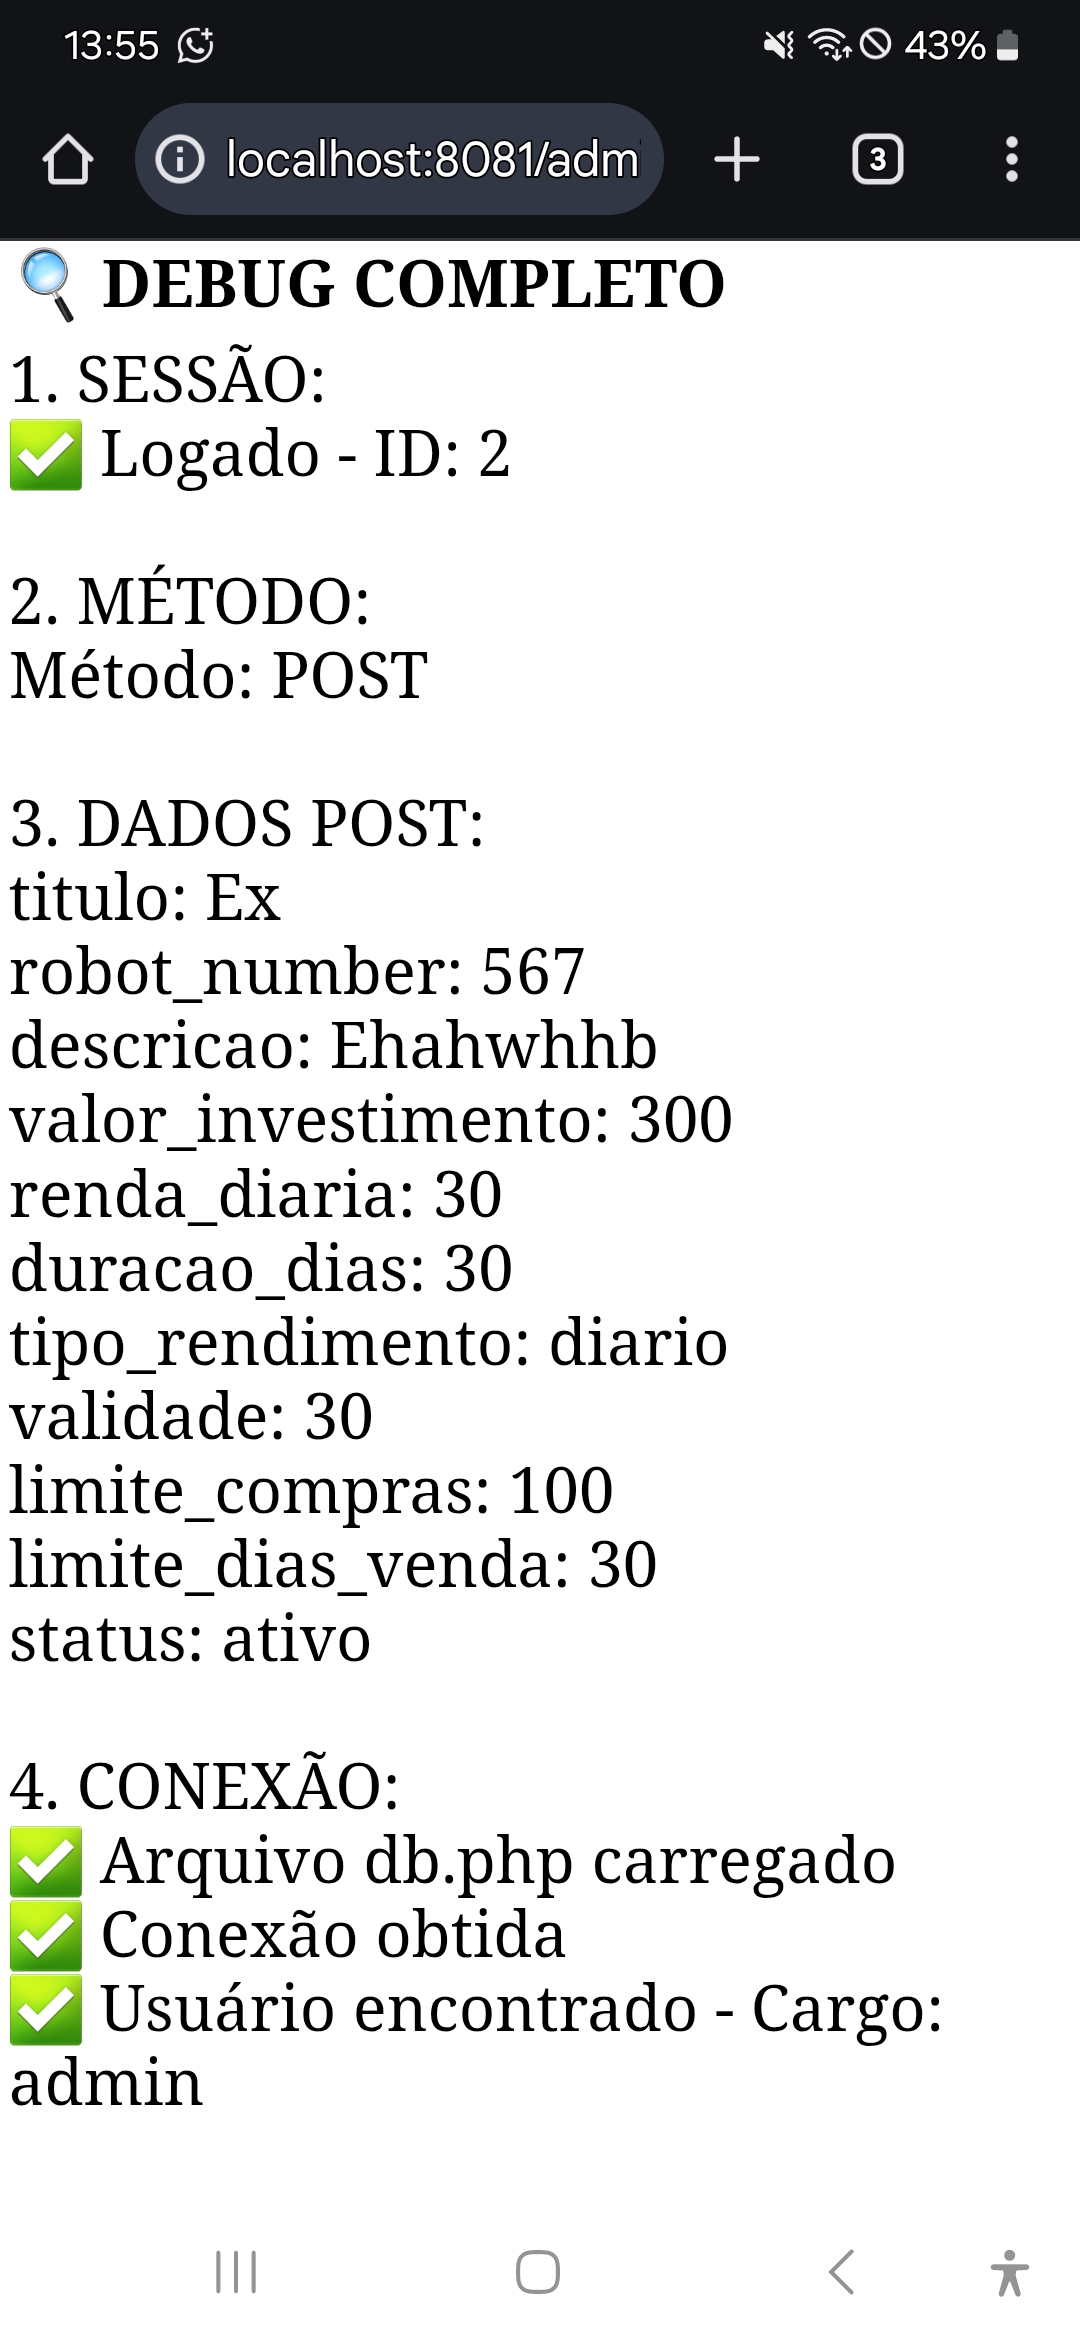 13:55 43%
localhost:8081/adm 3
DEBUG COMPLETO
1. SESSÃO:
Logado - ID: 2
2. MÉTODO:
Método: POST
3. DADOS POST:
titulo: Ex
robot_number: 567
descricao: Ehahwhhb
valor_investimento: 300
renda_diaria: 30
duracao_dias: 30
tipo_rendimento: diario
validade: 30
limite_compras: 100
limite_dias_venda: 30
status: ativo
4. CONEXÃO:
Arquivo db.php carregado
Conexão obtida
Usuário encontrado - Cargo:
admin